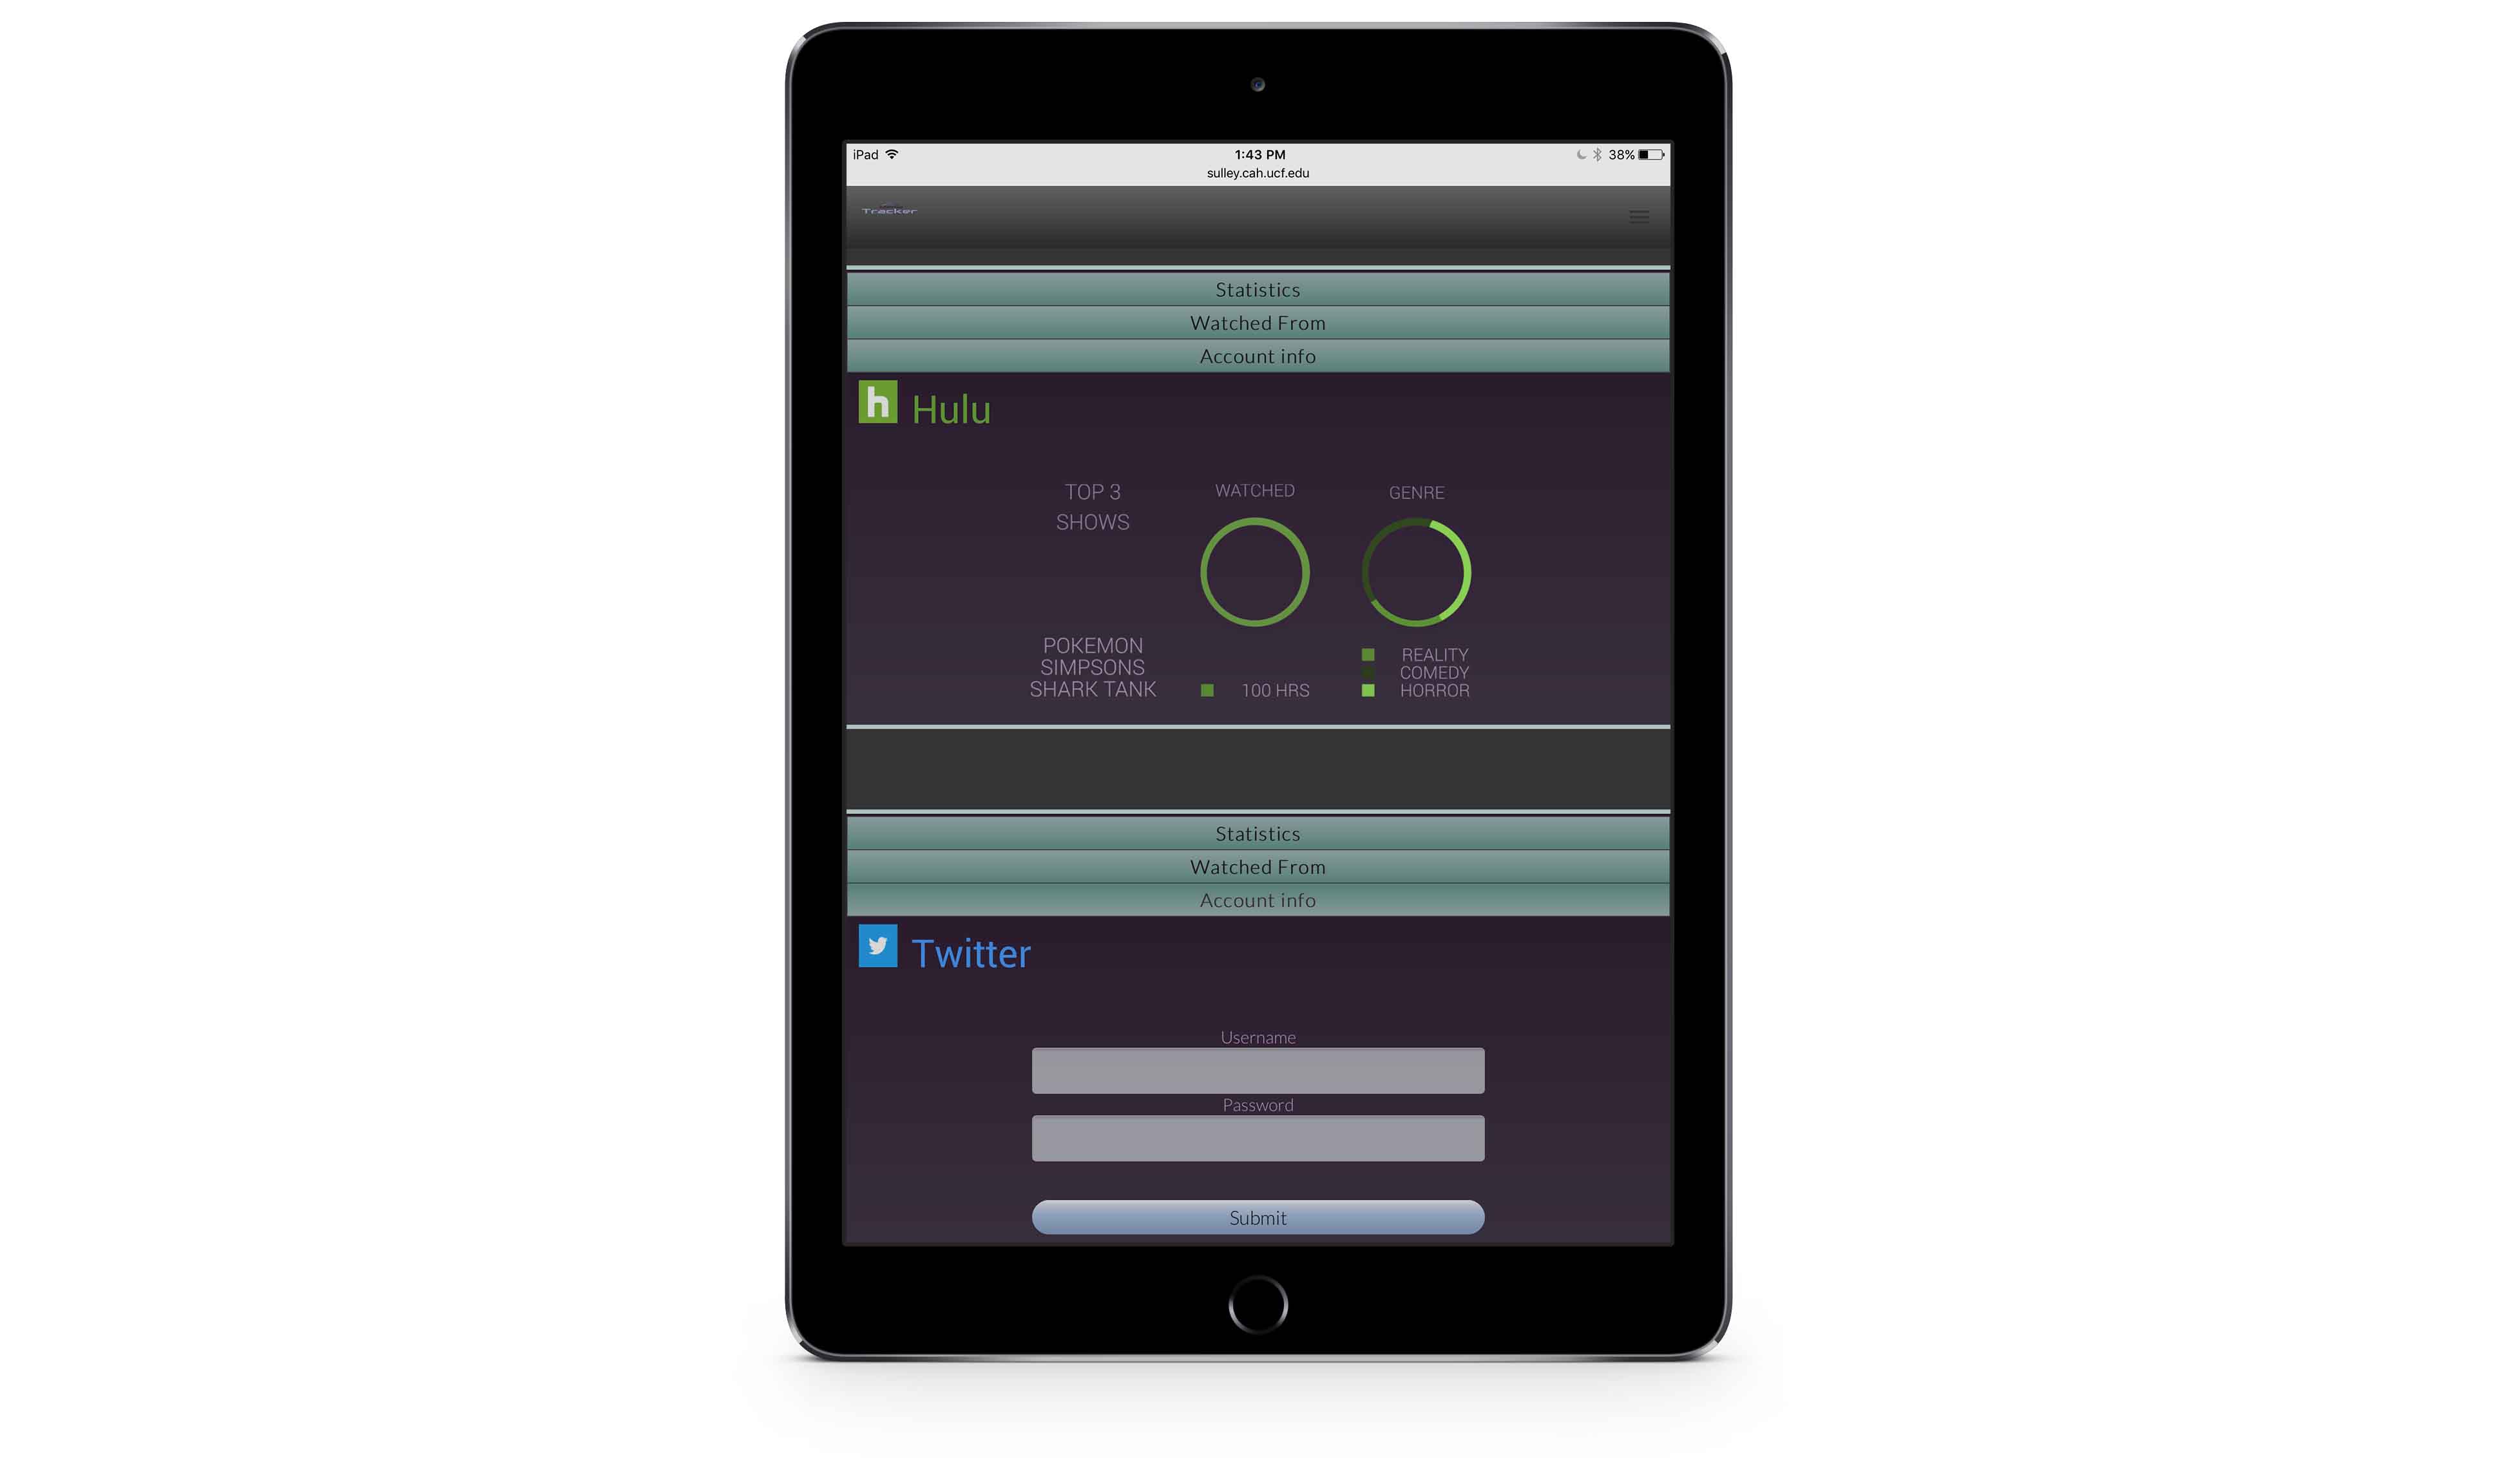 iPad
1:43 PM
38%
sulley.cah.ucf.edu
Tracker
Statistics
Watched From
Account info
h Hulu
TOP 3
SHOWS
POKEMON
SIMPSONS
SHARK TANK
WATCHED
100 HRS
GENRE
REALITY
COMEDY
HORROR
Statistics
Watched From
Account info
Twitter
Username
Password
Submit